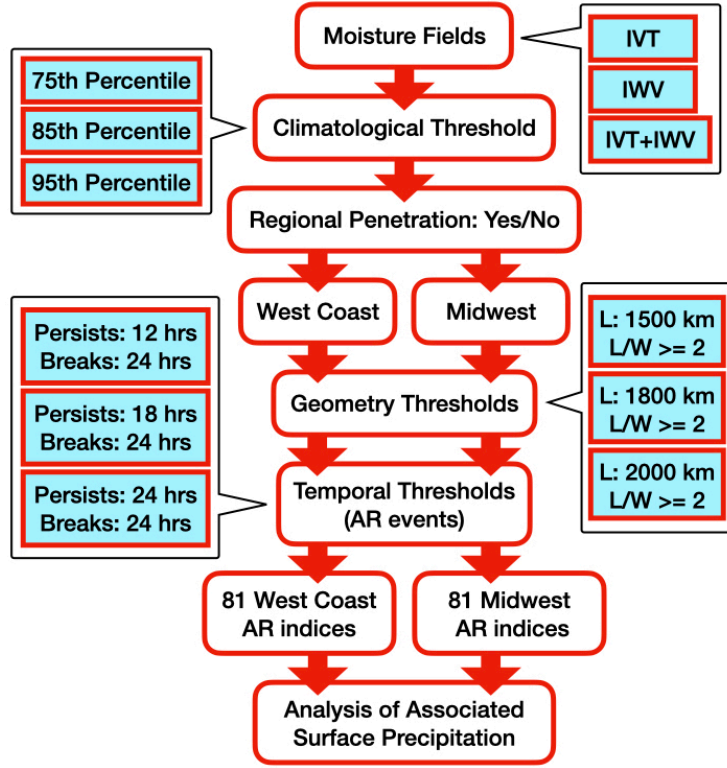 Moisture Fields
IVT
IWV
IVT+IWV
75th Percentile
85th Percentile
95th Percentile
Climatological Threshold
Regional Penetration: Yes/No
West Coast
Midwest
Persists: 12 hrs
Breaks: 24 hrs
Persists: 18 hrs
Breaks: 24 hrs
Persists: 24 hrs
Breaks: 24 hrs
L: 1500 km
L/W >= 2
L: 1800 km
L/W >= 2
L: 2000 km
L/W >= 2
Geometry Thresholds
Temporal Thresholds
(AR events)
81 West Coast
AR indices
81 Midwest
AR indices
Analysis of Associated
Surface Precipitation